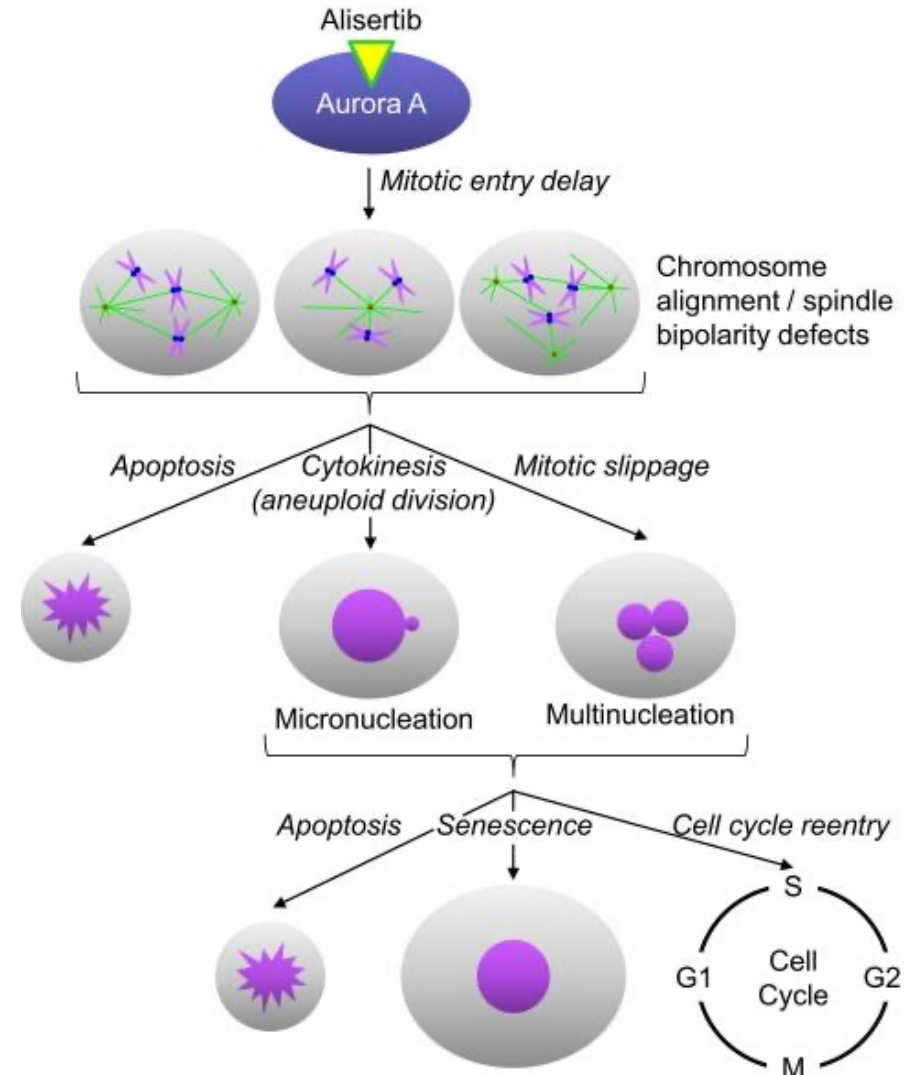 Alisertib
Aurora A
Mitotic entry delay
Chromosome
alignment / spindle
bipolarity defects
Apoptosis
Cytokinesis
(aneuploid division)
Mitotic slippage
Micronucleation
Multinucleation
Apoptosis
Senescence
Cell cycle reentry
S
G1
Cell
Cycle
G2
M